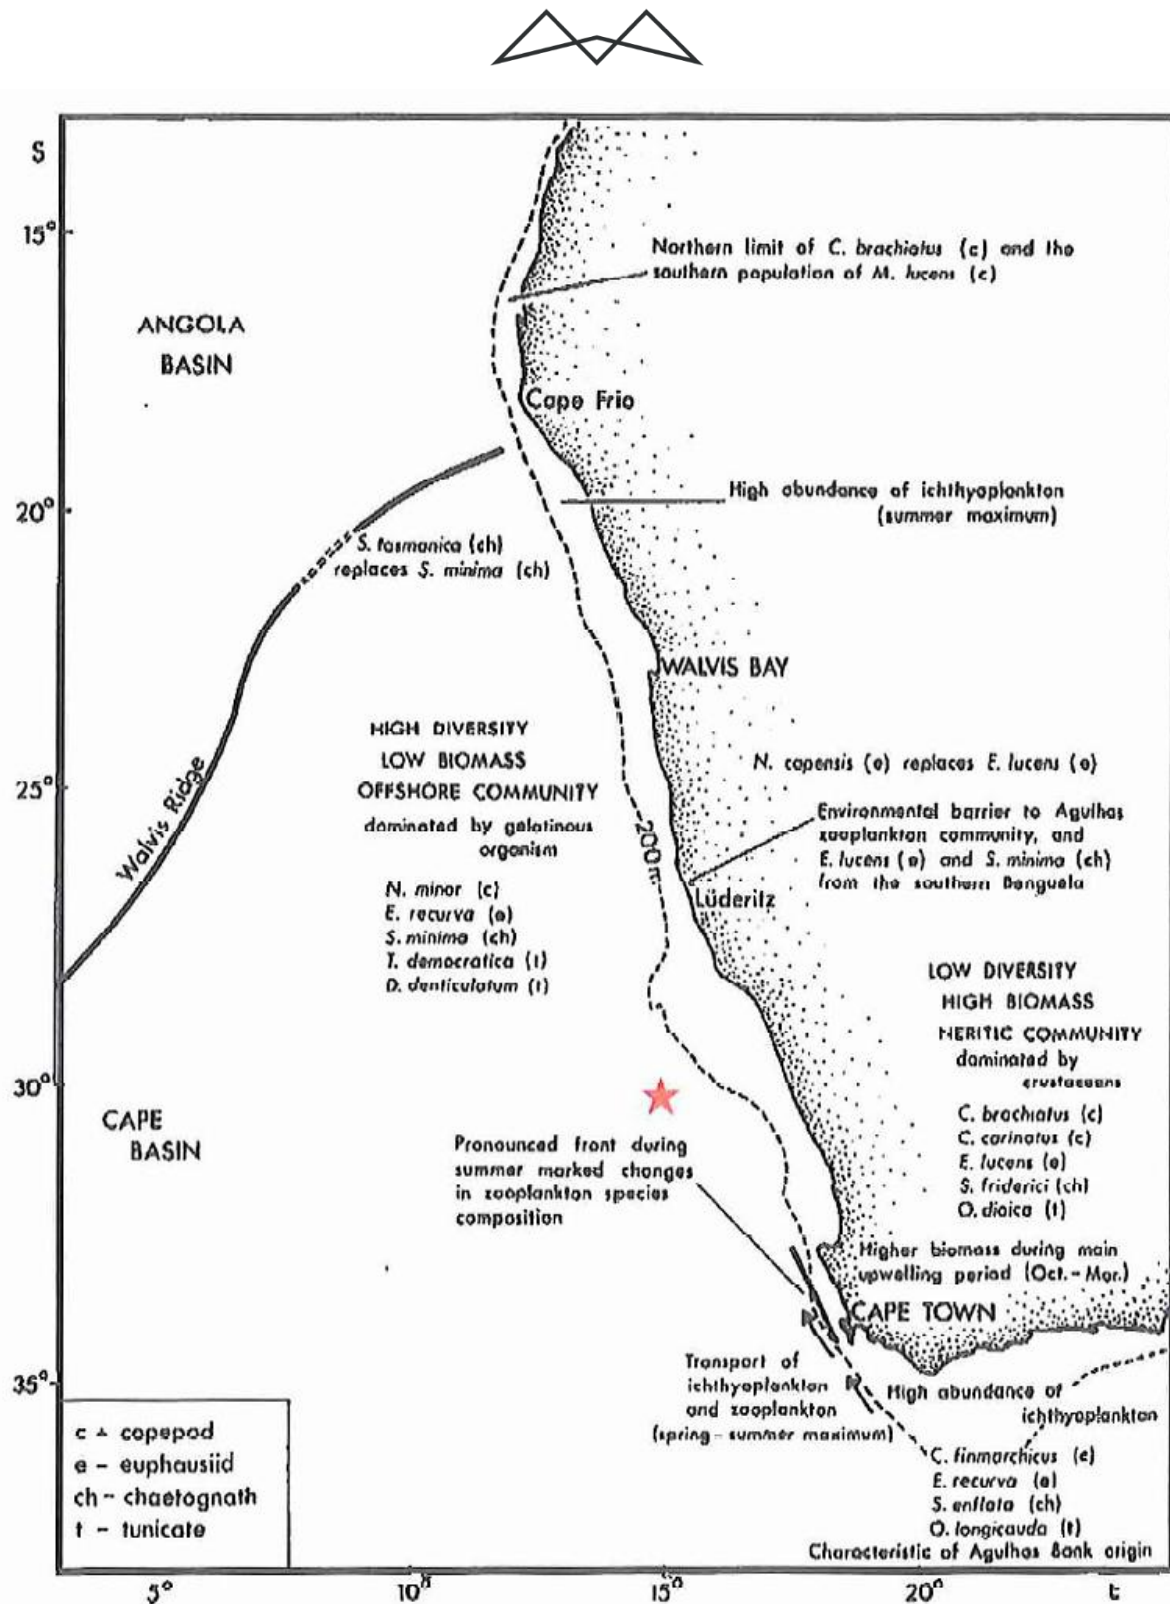 S
15°
Northern limit of C. brachiatus (c) and the
southern population of M. lucens (c)
ANGOLA
BASIN
Cape Frio
High abundance of ichthyoplankton
(summer maximum)
20°
S. tasmanica (ch)
replaces S. minima (ch)
WALVIS BAY
HIGH DIVERSITY
LOW BIOMASS
OFFSHORE COMMUNITY
dominated by gelatinous
organism
N. minor (c)
E. recurva (e)
S. minima (ch)
T. democratica (t)
D. denticulatum (t)
N. capensis (e) replaces E. lucens (e)
25°
Walvis Ridge
200m
Environmental barrier to Agulhas
zooplankton community, and
E. lucens (e) and S. minima (ch)
from the southern Benguela
Lüderitz
LOW DIVERSITY
HIGH BIOMASS
NERITIC COMMUNITY
dominated by
crustaceans
C. brachiatus (c)
C. carinatus (c)
E. lucens (e)
S. friderici (ch)
O. dioica (t)
30°
CAPE
BASIN
Pronounced front during
summer marked changes
in zooplankton species
composition
Higher biomass during main
upwelling period (Oct.-Mar.)
CAPE TOWN
Transport of
ichthyoplankton
and zooplankton
(spring-summer maximum)
35°
High abundance of
ichthyoplankton
C. finmarchicus (c)
E. recurva (e)
S. enflata (ch)
O. longicauda (t)
Characteristic of Agulhas Bank origin
c - copepod
e - euphausiid
ch - chaetognath
t - tunicate
5°
10°
15°
20°
E